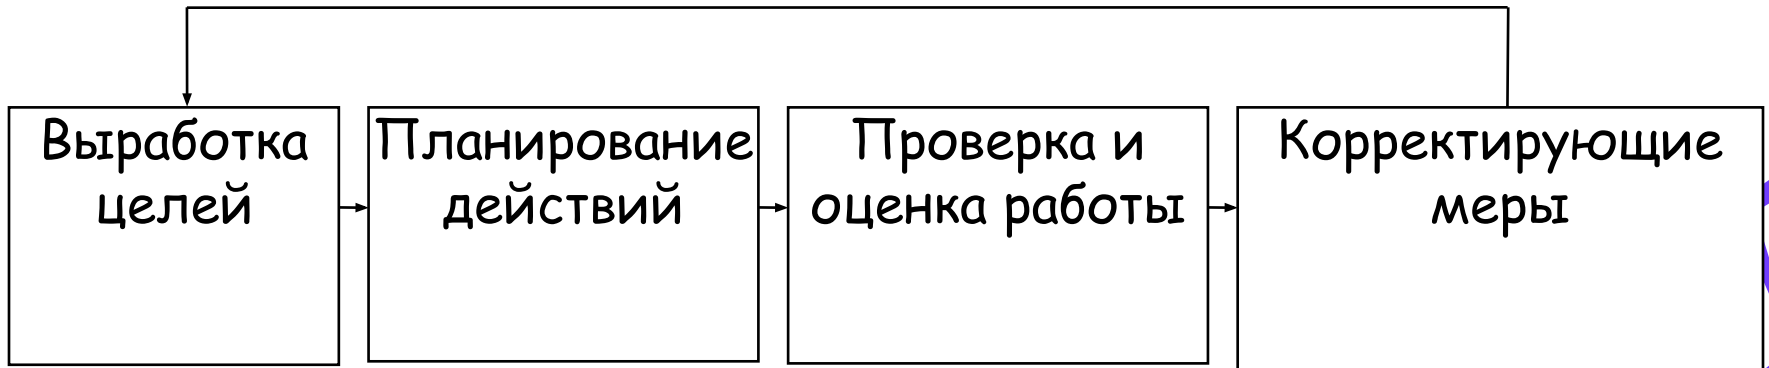 Выработка
целей
Планирование
действий
Проверка и
оценка работы
Корректирующие
меры